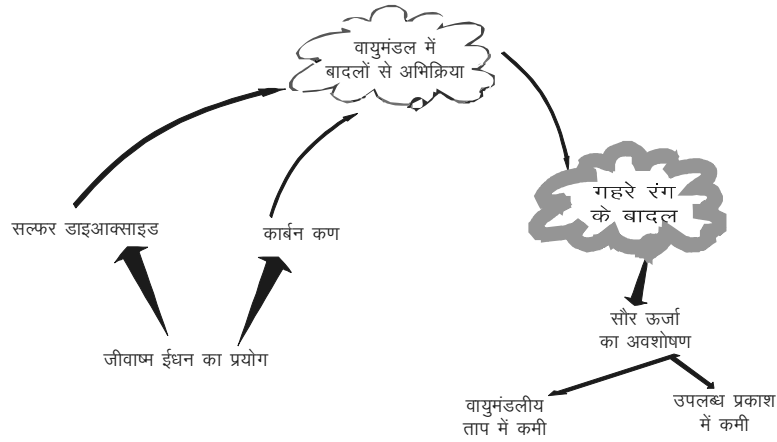 वायुमंडल में
बादलों से अभिक्रिया
गहरे रंग
के बादल
सल्फर डाइआक्साइड
कार्बन कण
जीवाष्म ईधन का प्रयोग
सौर ऊर्जा
का अवशोषण
वायुमंडलीय
ताप में कमी
उपलब्ध प्रकाश
में कमी